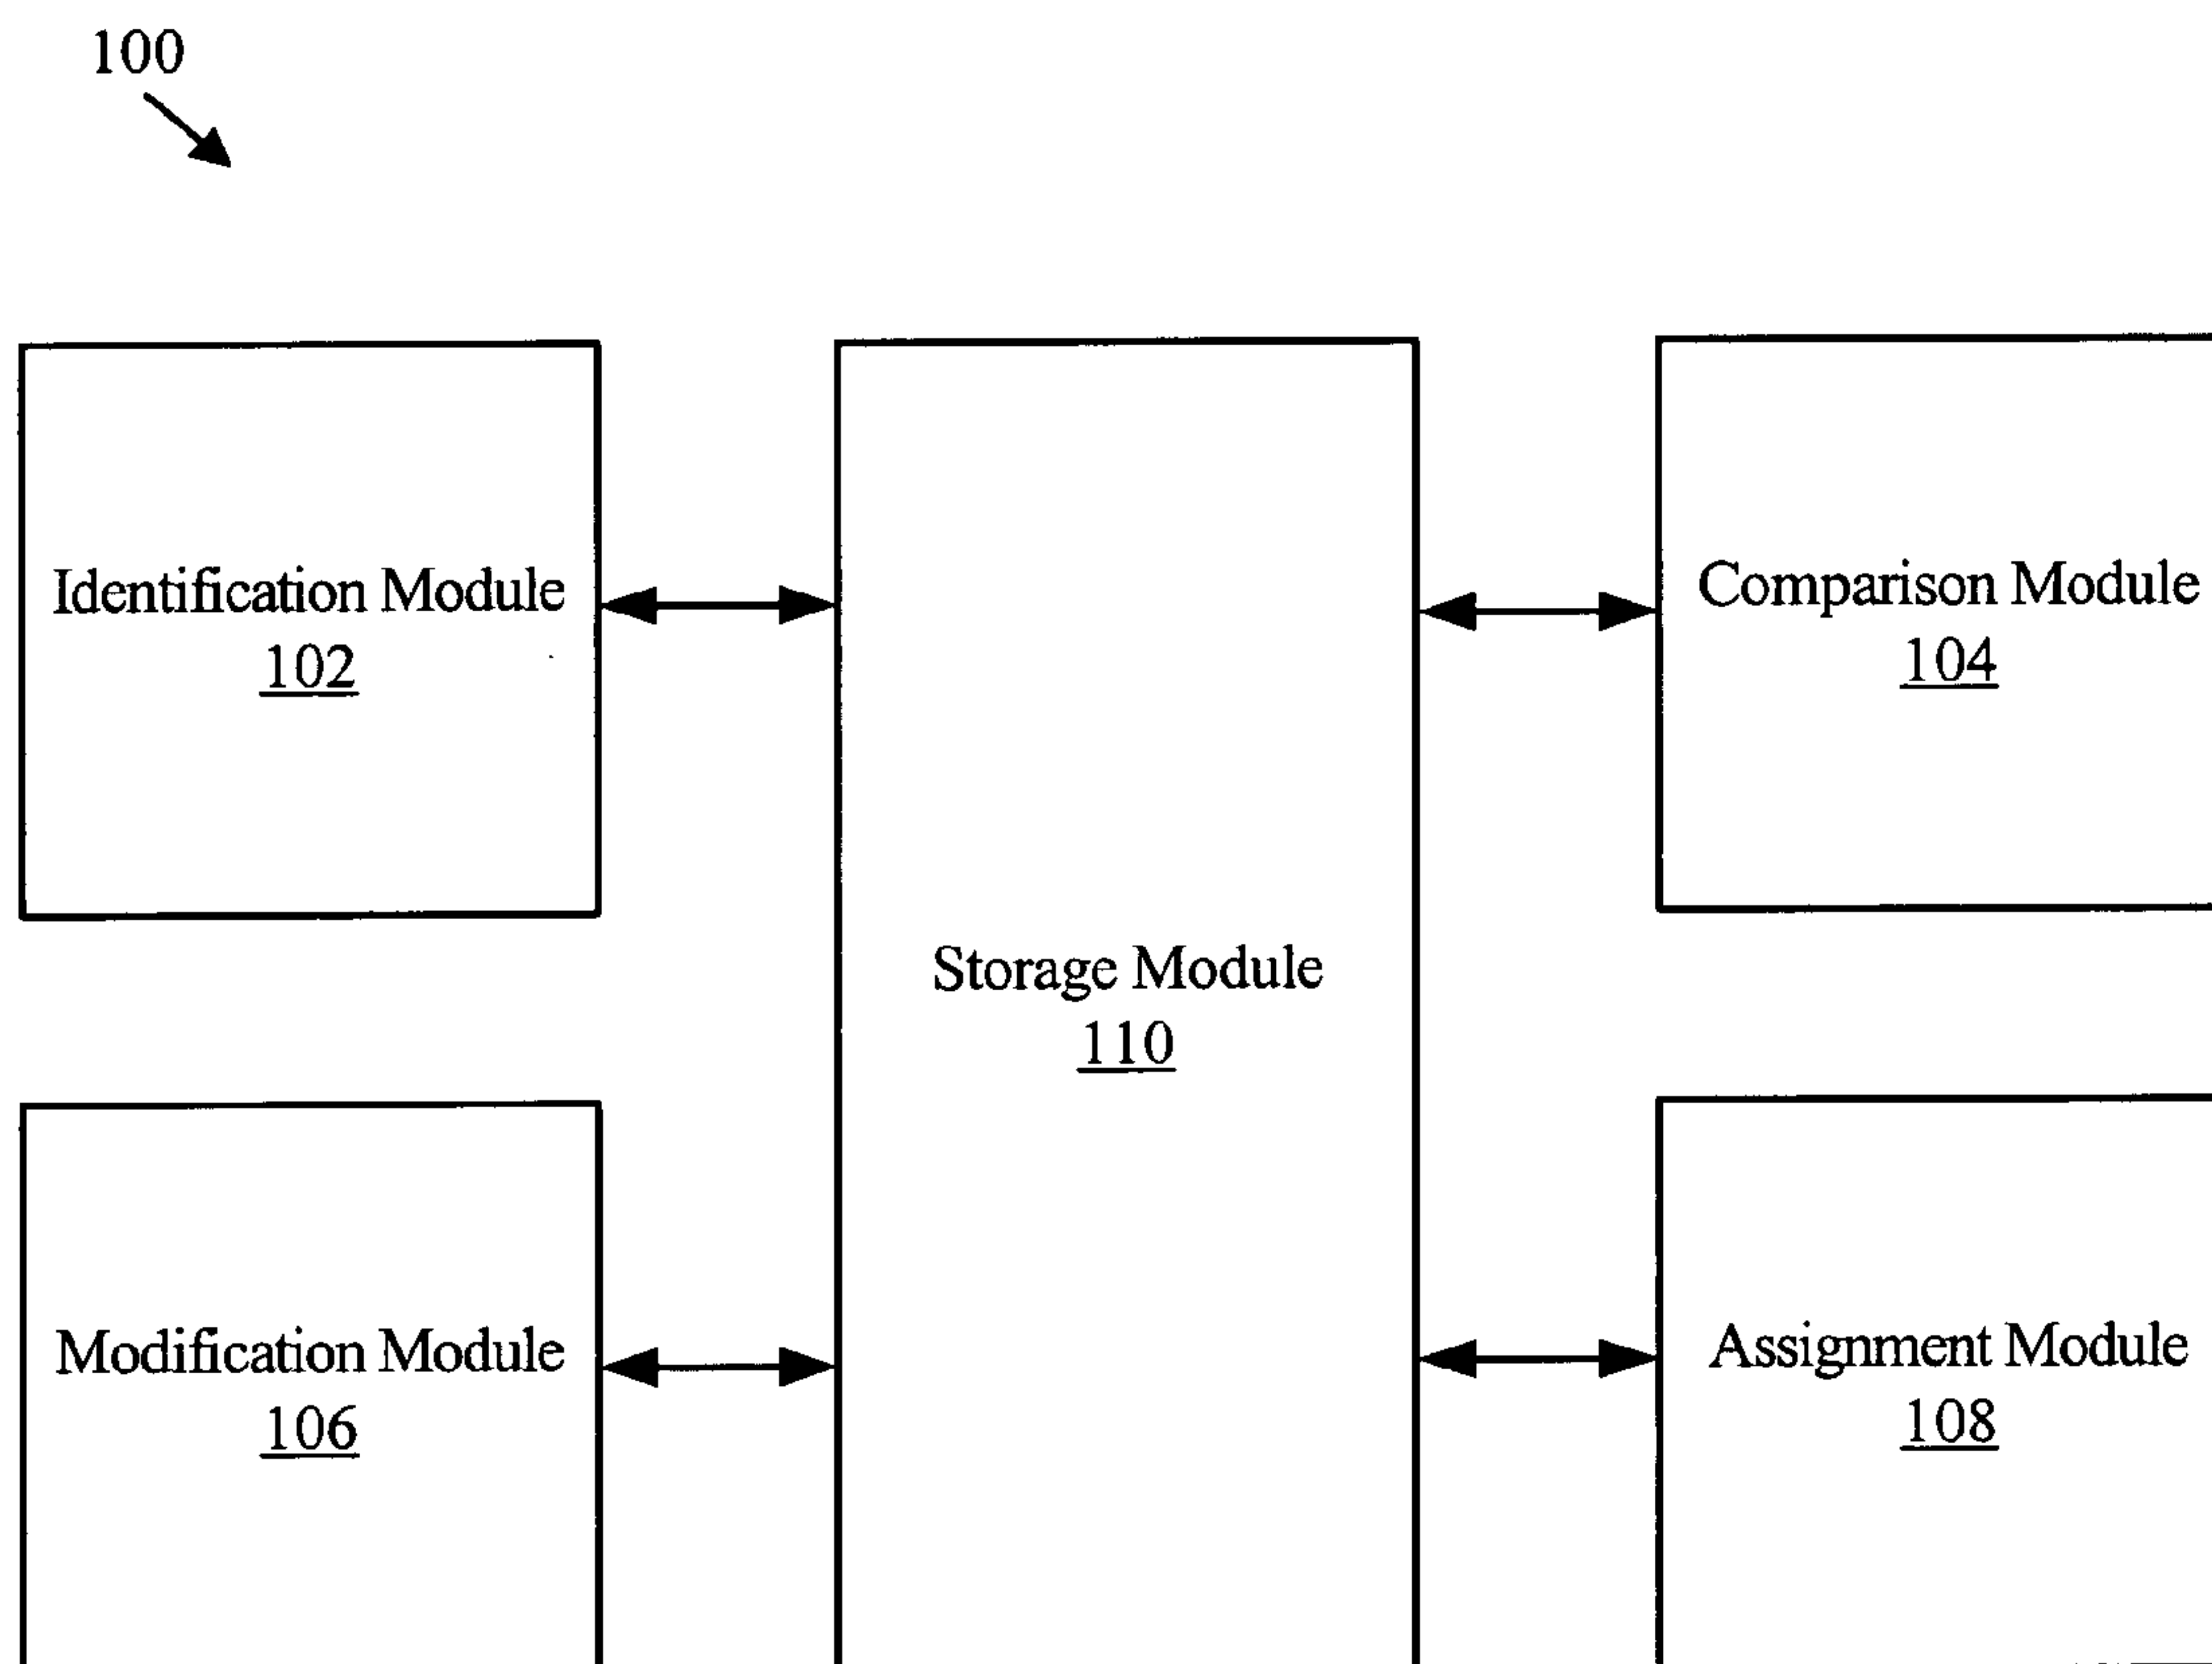 100
Identification Module
102
Comparison Module
104
Storage Module
110
Modification Module
106
Assignment Module
108